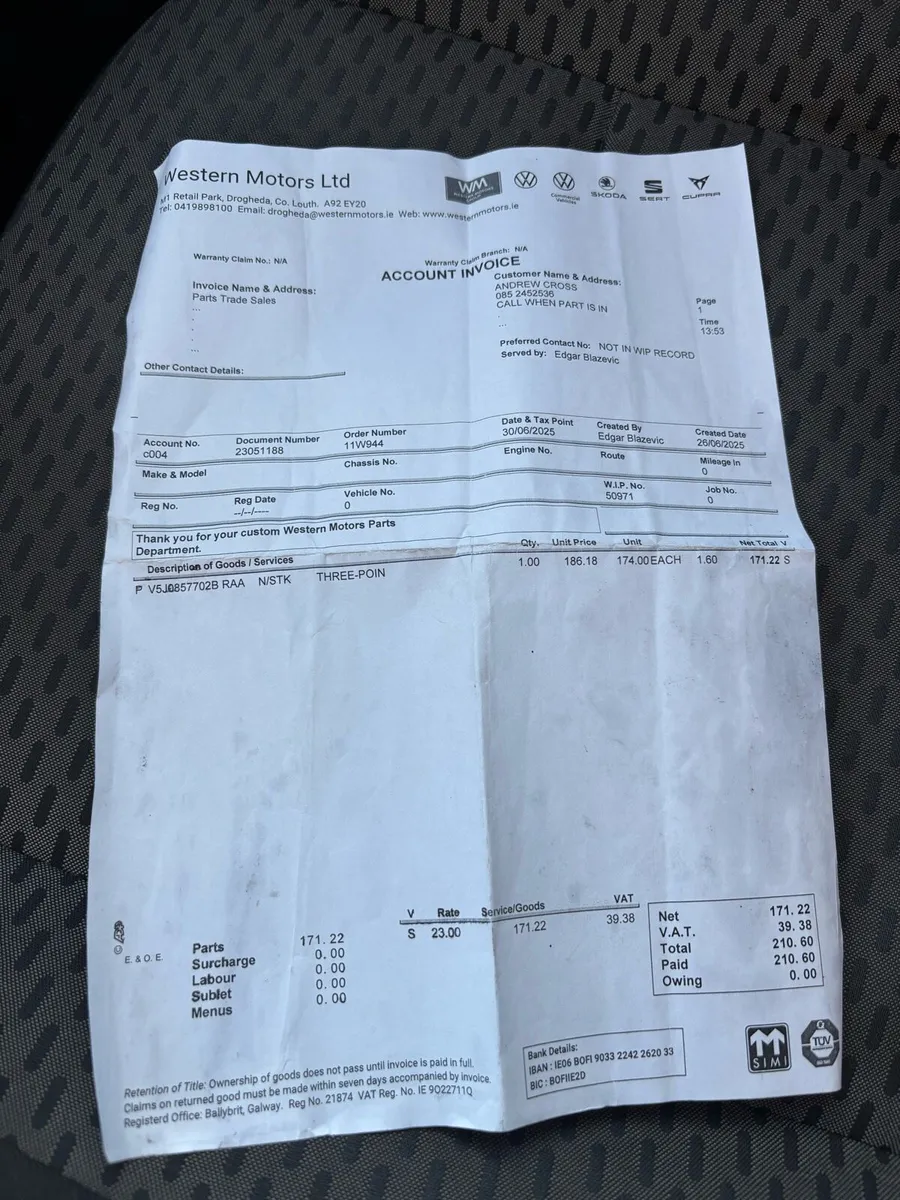 Western Motors Ltd
M1 Retail Park, Drogheda, Co. Louth. A92 EY20
Tel: 0419898100 Email: drogheda@westernmotors.ie Web: www.westernmotors.ie
WM
Commercial Vehicles
ŠKODA
SEAT
CUPRA
Warranty Claim No.: N/A
Warranty Claim Branch: N/A
ACCOUNT INVOICE
Invoice Name & Address:
Parts Trade Sales
...
.
.
.
...
Customer Name & Address:
ANDREW CROSS
085 2452536
CALL WHEN PART IS IN
.
...
Page
1
Time
13:53
Preferred Contact No: NOT IN WIP RECORD
Served by: Edgar Blazevic
Other Contact Details:
Account No. Document Number Order Number Date & Tax Point Created By Created Date
c004 23051188 11W944 30/06/2025 Edgar Blazevic 26/06/2025
Make & Model Chassis No. Engine No. Route Mileage In
0
Reg No. Reg Date Vehicle No. W.I.P. No. Job No.
--/--/---- 0 50971 0
Thank you for your custom Western Motors Parts
Department.
Description of Goods / Services Qty. Unit Price Unit Net Total V
P V5J0857702B RAA N/STK THREE-POIN 1.00 186.18 174.00EACH 1.60 171.22 S
V Rate Service/Goods VAT
S 23.00 171.22 39.38
E. & O. E.
Parts 171.22
Surcharge 0.00
Labour 0.00
Sublet 0.00
Menus 0.00
Net 171.22
V.A.T. 39.38
Total 210.60
Paid 210.60
Owing 0.00
Bank Details:
IBAN : IE06 BOFI 9033 2242 2620 33
BIC : BOFIIE2D
SIMI
TÜV
Retention of Title: Ownership of goods does not pass until invoice is paid in full.
Claims on returned good must be made within seven days accompanied by invoice.
Registerd Office: Ballybrit, Galway. Reg No. 21874 VAT Reg. No. IE 9O22711Q